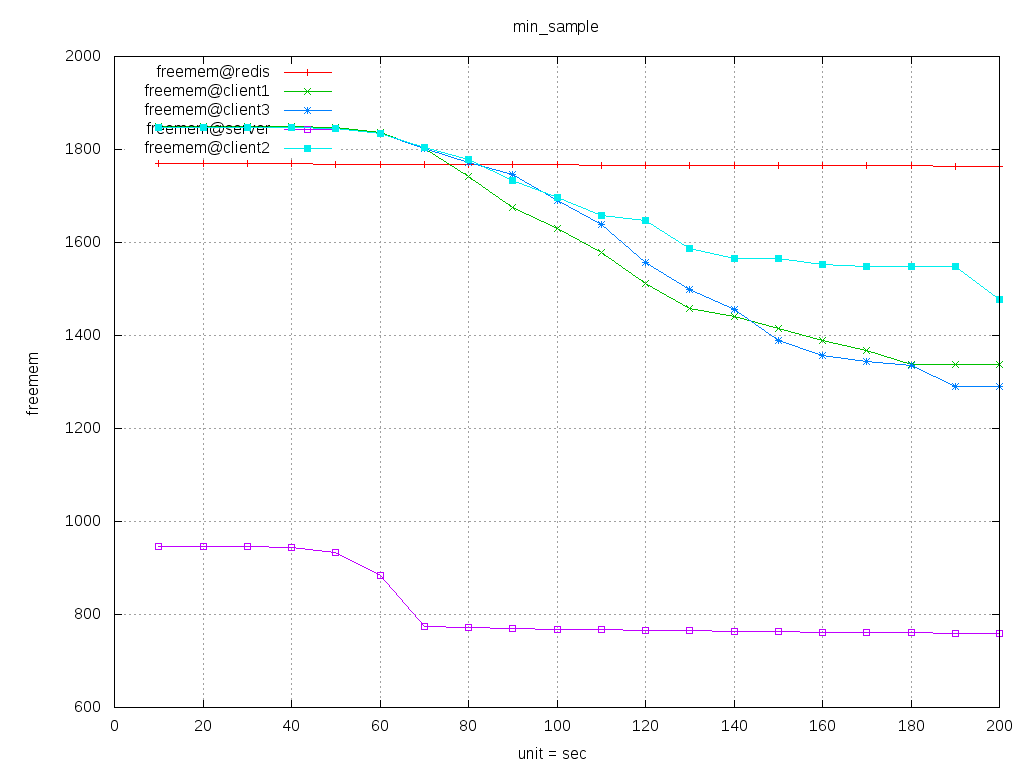 min_sample
2000
1800
1600
1400
1200
1000
800
600
freemem
freemem@redis
freemem@client1
freemem@client3
freemem@server
freemem@client2
0 20 40 60 80 100 120 140 160 180 200
unit = sec